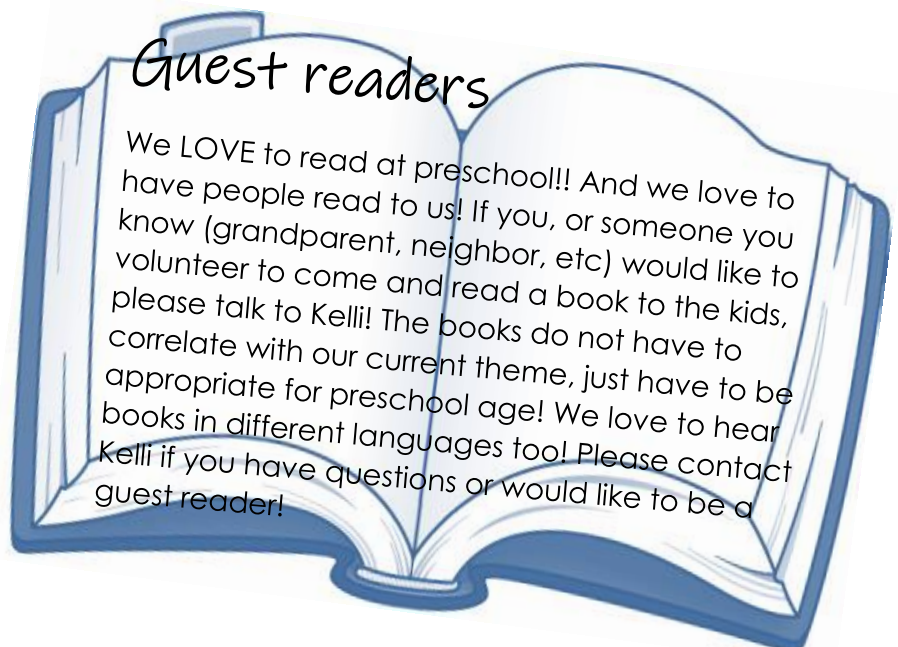 Guest readers
We LOVE to read at preschool!! And we love to
have people read to us! If you, or someone you
know (grandparent, neighbor, etc) would like to
volunteer to come and read a book to the kids,
please talk to Kelli! The books do not have to
correlate with our current theme, just have to be
appropriate for preschool age! We love to hear
books in different languages too! Please contact
Kelli if you have questions or would like to be a
guest reader!